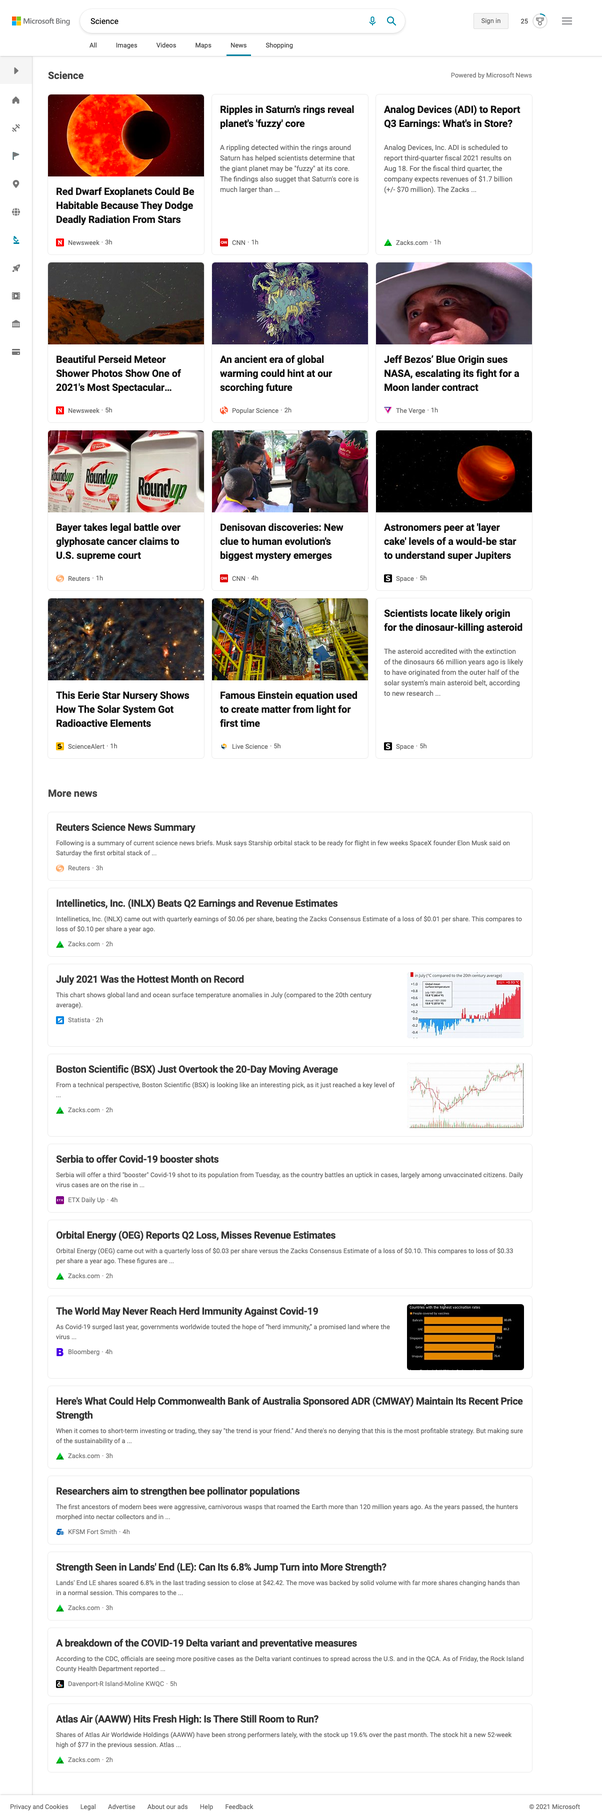 Microsoft Bing
Science
Sign in
25
All
Images
Videos
Maps
News
Shopping
Science
Powered by Microsoft News
Red Dwarf Exoplanets Could Be
Habitable Because They Dodge
Deadly Radiation From Stars
Newsweek · 3h
Ripples in Saturn's rings reveal
planet's 'fuzzy' core
A rippling detected within the rings around
Saturn has helped scientists determine that
the giant planet may be "fuzzy" at its core.
The findings also sugget that Saturn's core is
much larger than ...
CNN · 1h
Analog Devices (ADI) to Report
Q3 Earnings: What's in Store?
Analog Devices, Inc. ADI is scheduled to
report third-quarter fiscal 2021 results on
Aug 18. For the fiscal third quarter, the
company expects revenues of $1.7 billion
(+/- $70 million). The Zacks ...
Zacks.com · 1h
Beautiful Perseid Meteor
Shower Photos Show One of
2021's Most Spectacular...
Newsweek · 5h
An ancient era of global
warming could hint at our
scorching future
Popular Science · 2h
Jeff Bezos' Blue Origin sues
NASA, escalating its fight for a
Moon lander contract
The Verge · 1h
Roundup
Roundup
Roundup
Bayer takes legal battle over
glyphosate cancer claims to
U.S. supreme court
Reuters · 1h
Denisovan discoveries: New
clue to human evolution's
biggest mystery emerges
CNN · 4h
Astronomers peer at 'layer
cake' levels of a would-be star
to understand super Jupiters
Space · 5h
This Eerie Star Nursery Shows
How The Solar System Got
Radioactive Elements
ScienceAlert · 1h
Famous Einstein equation used
to create matter from light for
first time
Live Science · 5h
Scientists locate likely origin
for the dinosaur-killing asteroid
The asteroid accredited with the extinction
of the dinosaurs 66 million years ago is likely
to have originated from the outer half of the
solar system's main asteroid belt, according
to new research ...
Space · 5h
More news
Reuters Science News Summary
Following is a summary of current science news briefs. Musk says Starship orbital stack to be ready for flight in few weeks SpaceX founder Elon Musk said on
Saturday the first orbital stack of ...
Reuters · 3h
Intellinetics, Inc. (INLX) Beats Q2 Earnings and Revenue Estimates
Intellinetics, Inc. (INLX) came out with quarterly earnings of $0.06 per share, beating the Zacks Consensus Estimate of a loss of $0.01 per share. This compares to
loss of $0.10 per share a year ago.
Zacks.com · 2h
July 2021 Was the Hottest Month on Record
This chart shows global land and ocean surface temperature anomalies in July (compared to the 20th century
average).
Statista · 2h
in July (°C compared to the 20th century average)
Boston Scientific (BSX) Just Overtook the 20-Day Moving Average
From a technical perspective, Boston Scientific (BSX) is looking like an interesting pick, as it just reached a key level of
...
Zacks.com · 2h
Serbia to offer Covid-19 booster shots
Serbia will offer a third "booster" Covid-19 shot to its population from Tuesday, as the country battles an uptick in cases, largely among unvaccinated citizens. Daily
virus cases are on the rise in ...
ETX Daily Up · 4h
Orbital Energy (OEG) Reports Q2 Loss, Misses Revenue Estimates
Orbital Energy (OEG) came out with a quarterly loss of $0.03 per share versus the Zacks Consensus Estimate of a loss of $0.10. This compares to loss of $0.33
per share a year ago. These figures are ...
Zacks.com · 2h
The World May Never Reach Herd Immunity Against Covid-19
As Covid-19 surged last year, governments worldwide touted the hope of "herd immunity," a promised land where the
virus ...
Bloomberg · 4h
Countries with the highest vaccination rates
Here's What Could Help Commonwealth Bank of Australia Sponsored ADR (CMWAY) Maintain Its Recent Price
Strength
When it comes to short-term investing or trading, they say "the trend is your friend." And there's no denying that this is the most profitable strategy. But making sure
of the sustainability of a ...
Zacks.com · 3h
Researchers aim to strengthen bee pollinator populations
The first ancestors of modern bees were aggressive, carnivorous wasps that roamed the Earth more than 120 million years ago. As the years passed, the hunters
morphed into nectar collectors and in ...
KFSM Fort Smith · 4h
Strength Seen in Lands' End (LE): Can Its 6.8% Jump Turn into More Strength?
Lands' End LE shares soared 6.8% in the last trading session to close at $42.42. The move was backed by solid volume with far more shares changing hands than
in a normal session. This compares to the ...
Zacks.com · 3h
A breakdown of the COVID-19 Delta variant and preventative measures
According to the CDC, officials are seeing more positive cases as the Delta variant continues to spread across the U.S. and in the QCA. As of Friday, the Rock Island
County Health Department reported ...
Davenport-R Island-Moline KWQC · 5h
Atlas Air (AAWW) Hits Fresh High: Is There Still Room to Run?
Shares of Atlas Air Worldwide Holdings (AAWW) have been strong performers lately, with the stock up 19.6% over the past month. The stock hit a new 52-week
high of $77 in the previous session. Atlas ...
Zacks.com · 2h
Privacy and Cookies
Legal
Advertise
About our ads
Help
Feedback
© 2021 Microsoft